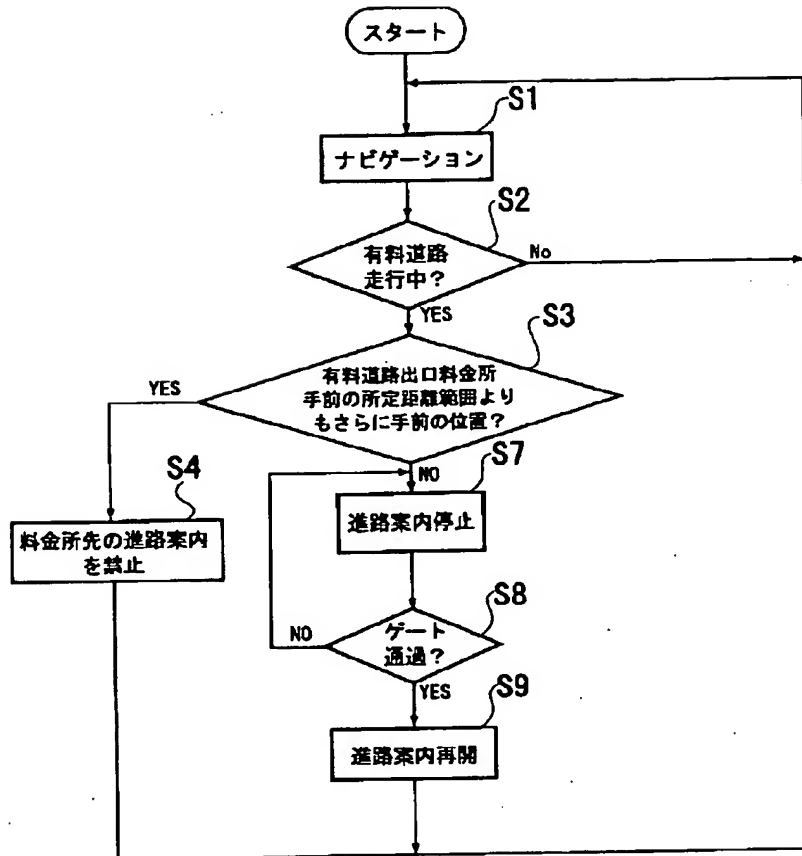 スタート
S1
ナビゲーション
S2
有料道路
走行中?
No
YES
S3
有料道路出口料金所
手前の所定距離範囲より
もさらに手前の位置?
YES
NO
S4
料金所先の進路案内
を禁止
S7
進路案内停止
S8
ゲート
通過?
NO
YES
S9
進路案内再開